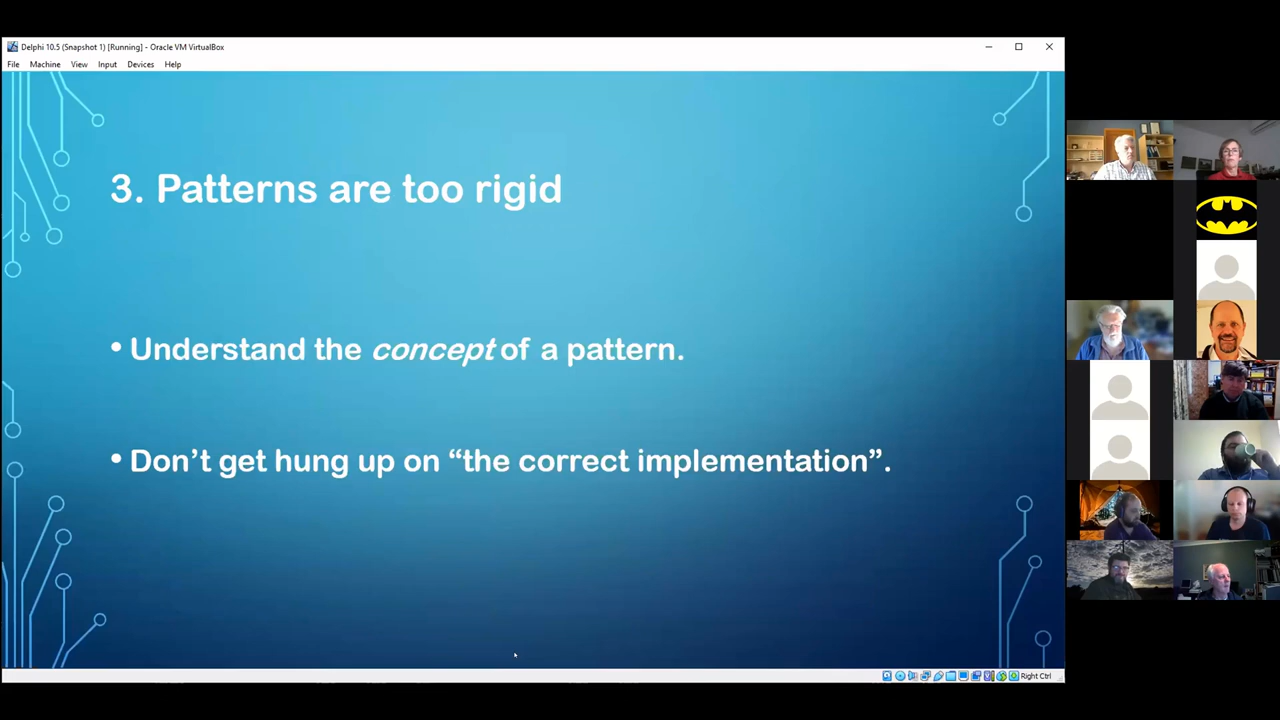 Delphi 10.5 (Snapshot 1) [Running] - Oracle VM VirtualBox
File Machine View Input Devices Help
3. Patterns are too rigid
• Understand the concept of a pattern.
• Don’t get hung up on “the correct implementation”.
Right Ctrl